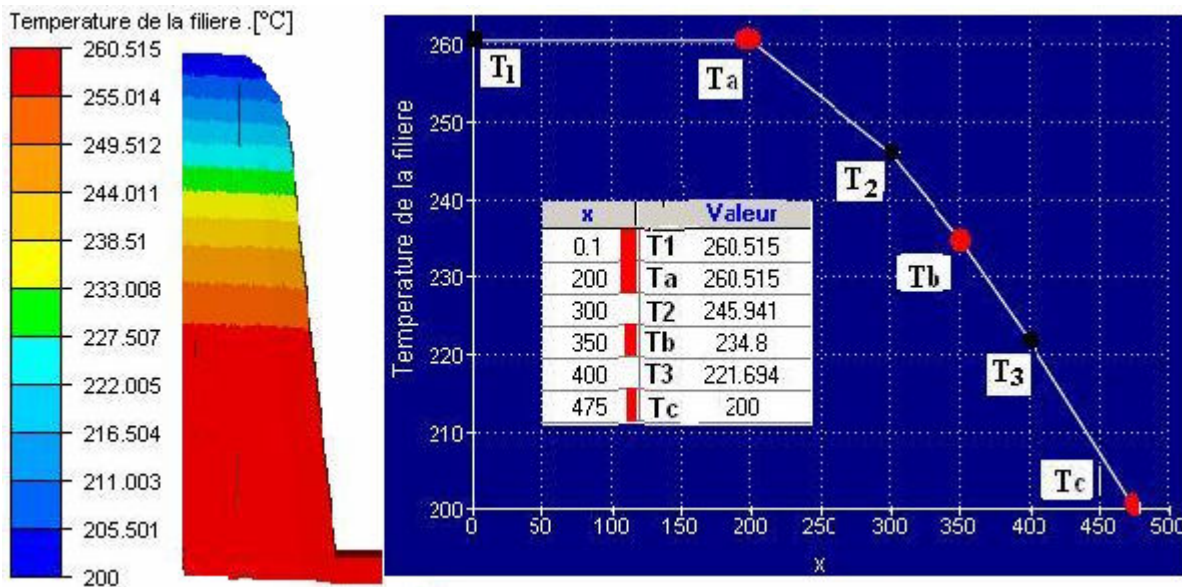 Temperature de la filiere .[°C]
260.515
255.014
249.512
244.011
238.51
233.008
227.507
222.005
216.504
211.003
205.501
200
Temperature de la filiere
260
250
240
230
220
210
200
0 50 100 150 200 250 300 350 400 450 500
x
T1
Ta
T2
Tb
T3
Tc
x Valeur
0.1 T1 260.515
200 Ta 260.515
300 T2 245.941
350 Tb 234.8
400 T3 221.694
475 Tc 200